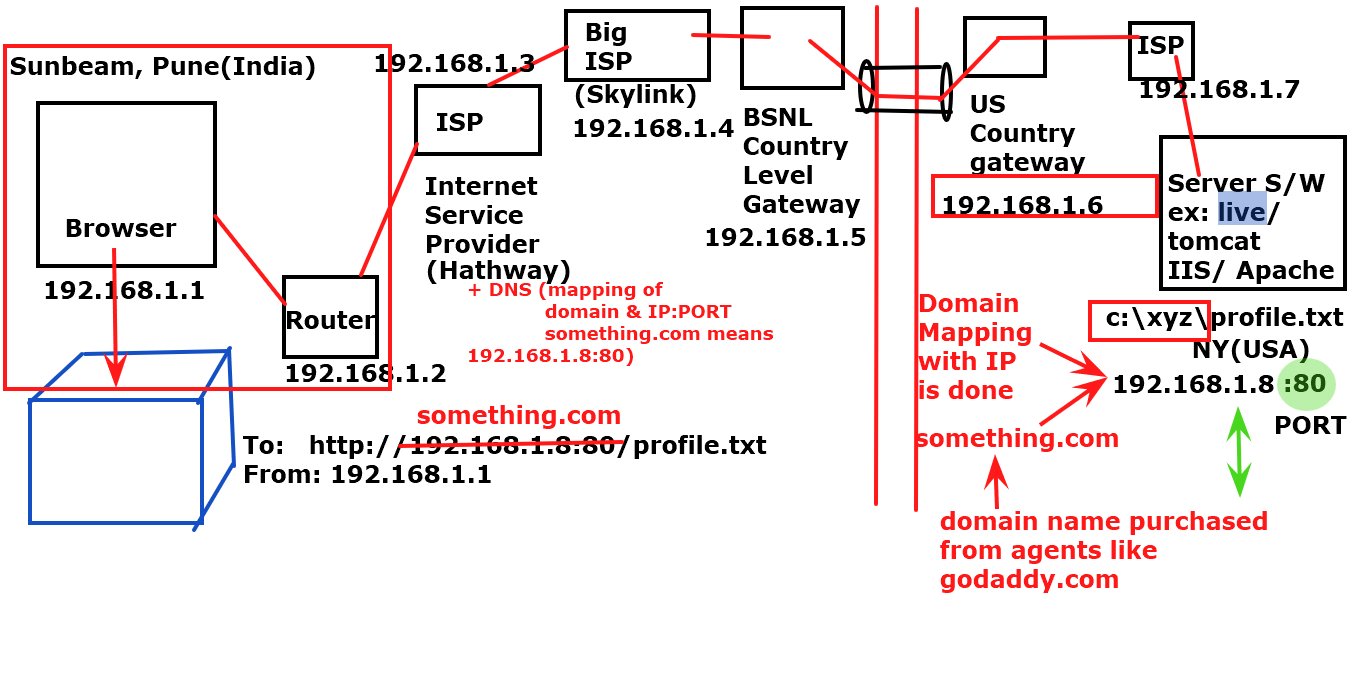 Sunbeam, Pune(India)
Browser
192.168.1.1
Router
192.168.1.2
192.168.1.3
ISP
Internet
Service
Provider
(Hathway)
+ DNS (mapping of
domain & IP:PORT
something.com means
192.168.1.8:80)
Big
ISP
(Skylink)
192.168.1.4
BSNL
Country
Level
Gateway
192.168.1.5
US
Country
gateway
192.168.1.6
ISP
192.168.1.7
Server S/W
ex: live/
tomcat
IIS/ Apache
c:\xyz\profile.txt
NY(USA)
192.168.1.8 :80
PORT
Domain
Mapping
with IP
is done
something.com
domain name purchased
from agents like
godaddy.com
something.com
To: http://192.168.1.8:80/profile.txt
From: 192.168.1.1